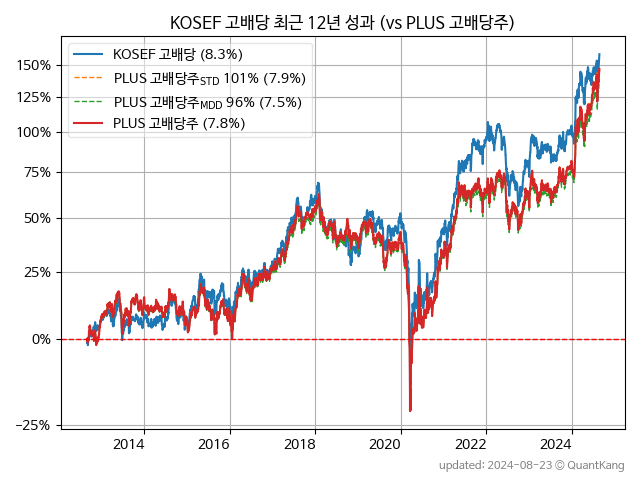 KOSEF 고배당 최근 12년 성과 (vs PLUS 고배당주)
KOSEF 고배당 (8.3%)
PLUS 고배당주STD 101% (7.9%)
PLUS 고배당주MDD 96% (7.5%)
PLUS 고배당주 (7.8%)
150%
125%
100%
75%
50%
25%
0%
−25%
2014 2016 2018 2020 2022 2024
updated: 2024-08-23 © QuantKang